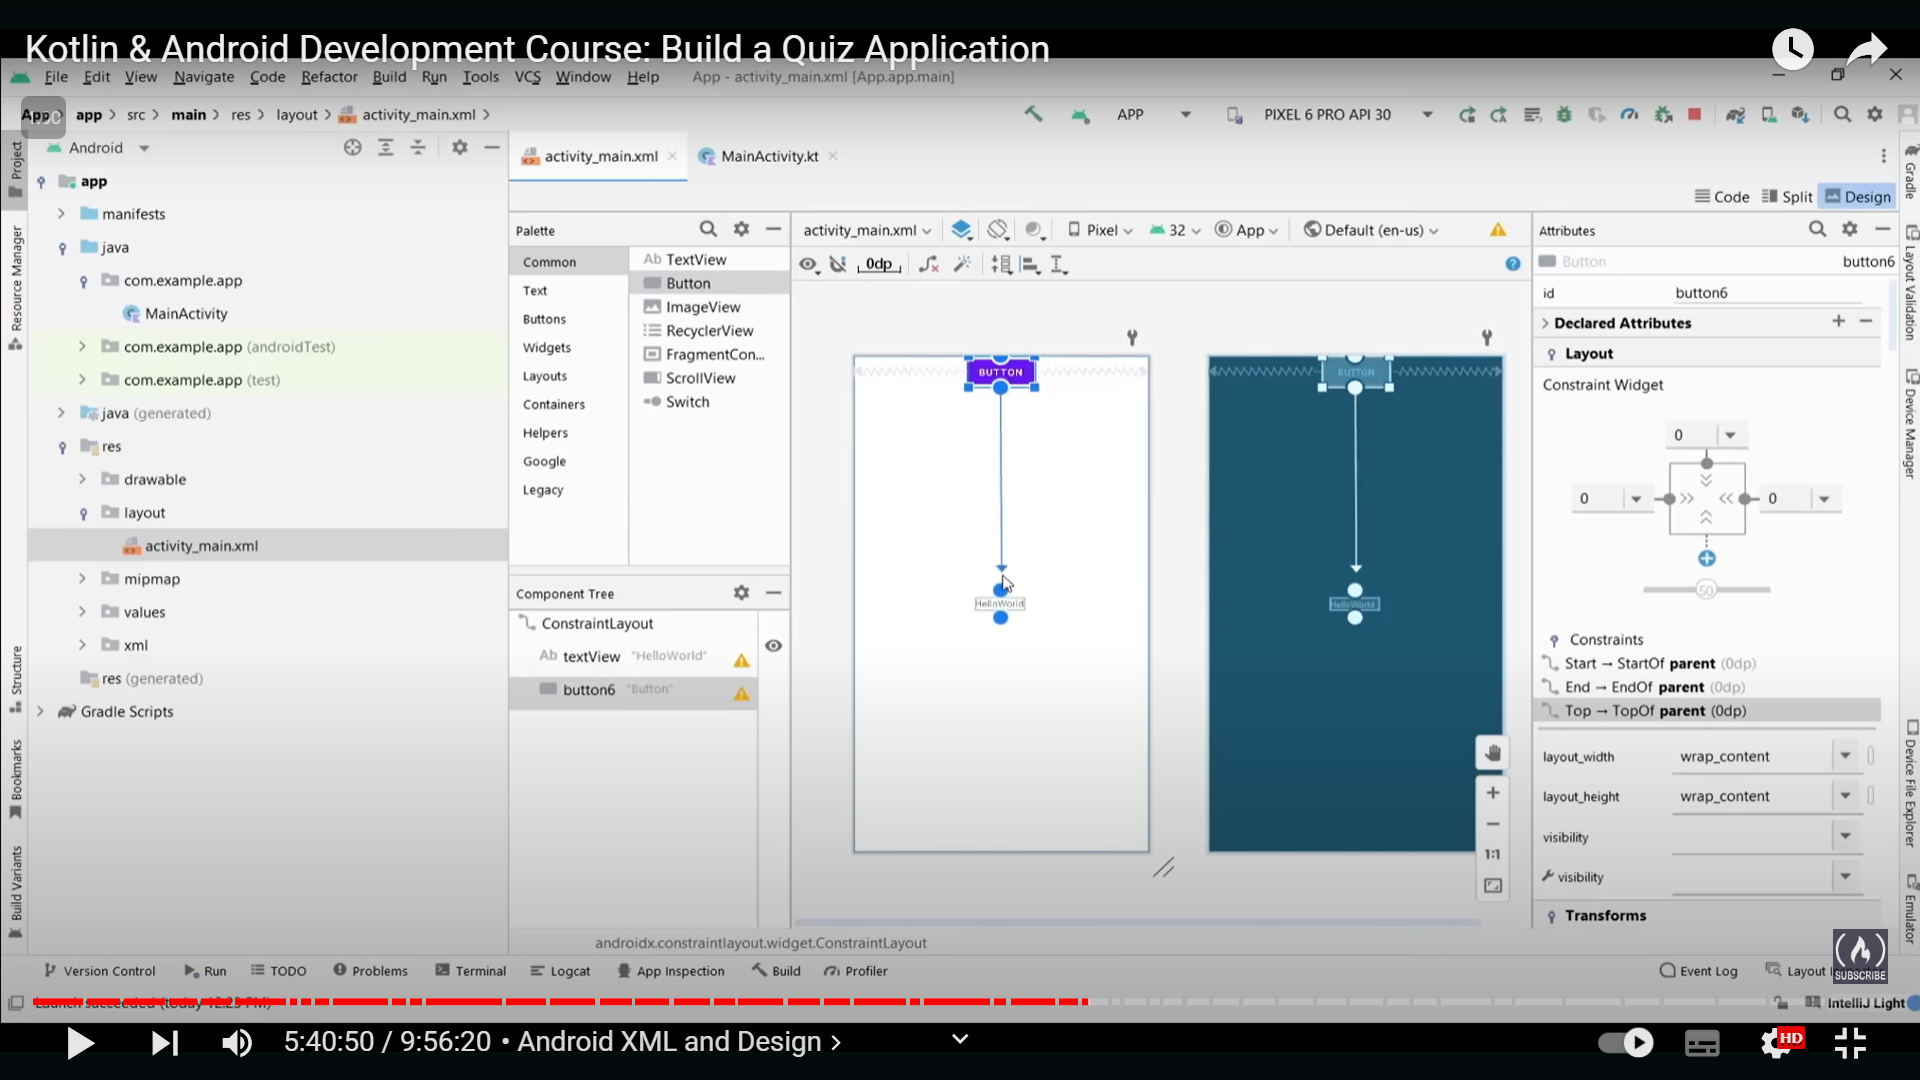 Kotlin & Android Development Course: Build a Quiz Application
File Edit View Navigate Code Refactor Build Run Tools VCS Window Help App - activity_main.xml [App.app.main]
App app src main res layout activity_main.xml APP PIXEL 6 PRO API 30
Android
activity_main.xml MainActivity.kt
Code Split Design
Project
Resource Manager
Structure
Bookmarks
Build Variants
app
manifests
java
com.example.app
MainActivity
com.example.app (androidTest)
com.example.app (test)
java (generated)
res
drawable
layout
activity_main.xml
mipmap
values
xml
res (generated)
Gradle Scripts
Palette
Common
Text
Buttons
Widgets
Layouts
Containers
Helpers
Google
Legacy
Ab TextView
Button
ImageView
RecyclerView
FragmentCon...
ScrollView
Switch
Component Tree
ConstraintLayout
Ab textView "HelloWorld"
button6 "Button"
activity_main.xml Pixel 32 App Default (en-us)
0dp
BUTTON
HelloWorld
BUTTON
HelloWorld
1:1
Attributes
Button button6
id button6
Declared Attributes
Layout
Constraint Widget
0
0 0
50
Constraints
Start → StartOf parent (0dp)
End → EndOf parent (0dp)
Top → TopOf parent (0dp)
layout_width wrap_content
layout_height wrap_content
visibility
visibility
Transforms
Gradle
Layout Validation
Device Manager
Device File Explorer
Emulator
androidx.constraintlayout.widget.ConstraintLayout
Version Control Run TODO Problems Terminal Logcat App Inspection Build Profiler Event Log Layout
SUBSCRIBE
Launch succeeded (today 12:23 PM)
IntelliJ Light
5:40:50 / 9:56:20 • Android XML and Design
HD